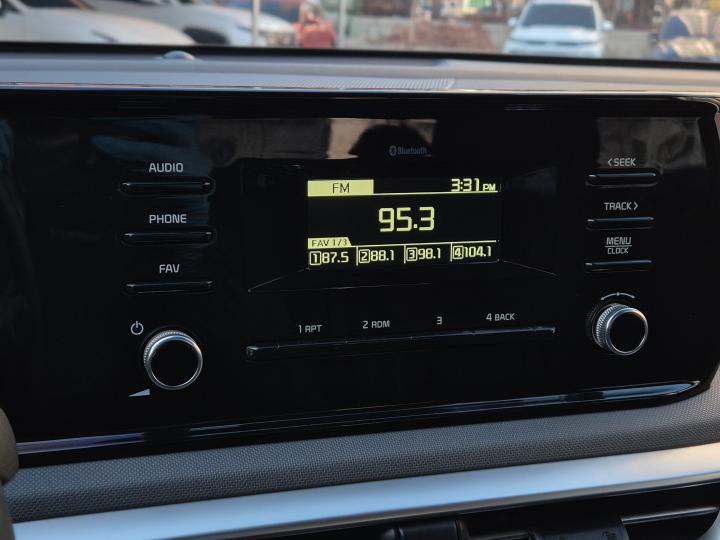 Bluetooth
AUDIO
PHONE
FAV
FM 3:31 PM
95.3
FAV 1/3
1 87.5 2 88.1 3 98.1 4 104.1
< SEEK
TRACK >
MENU
CLOCK
1 RPT 2 RDM 3 4 BACK